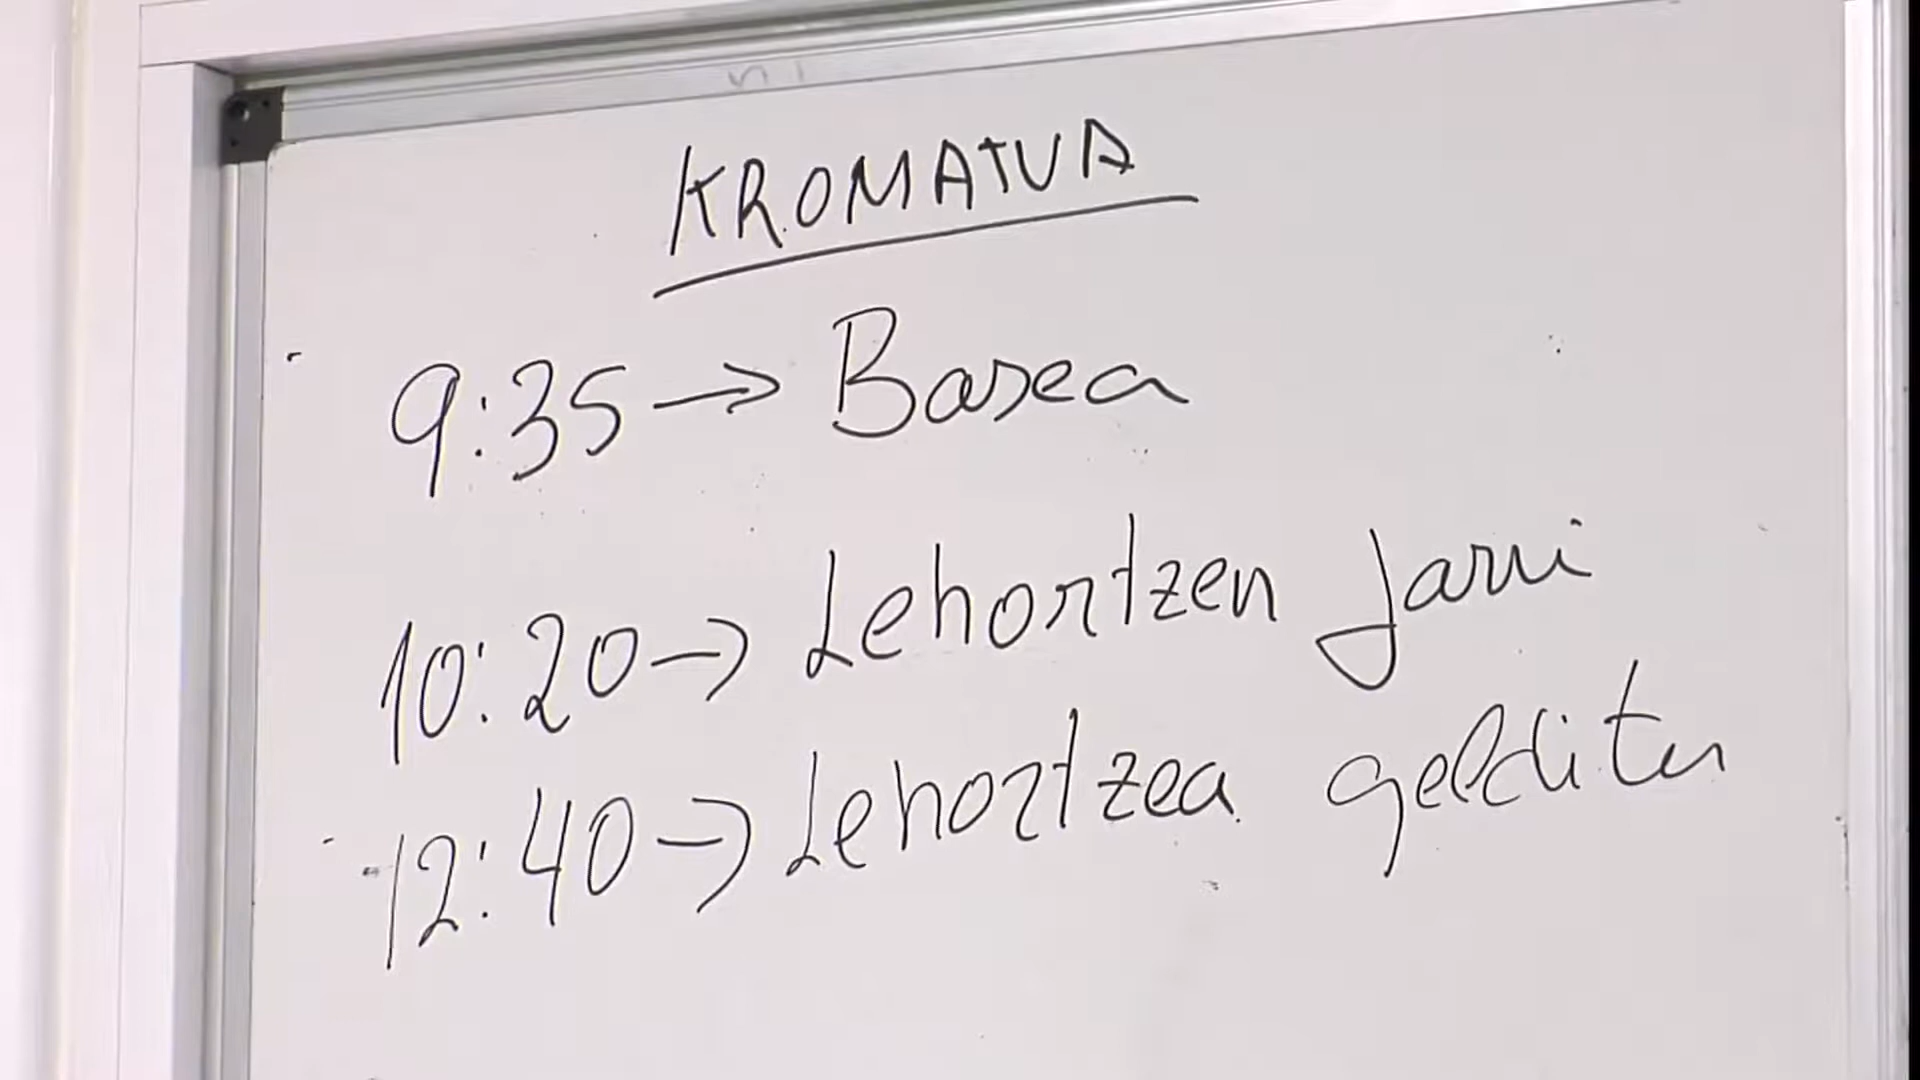 KROMATUA
9:35 → Basea
10:20 → Lehortzen jarri
12:40 → Lehortzea gelditu